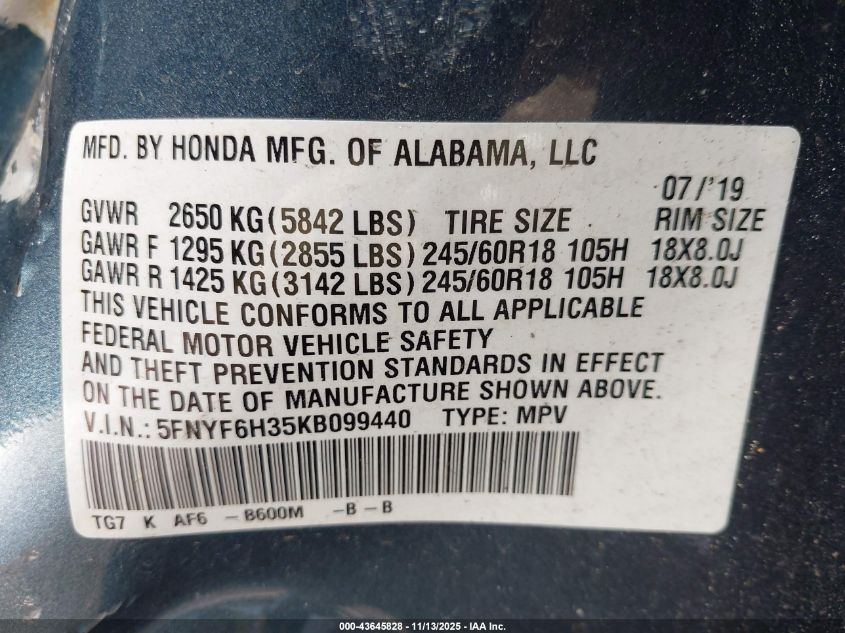 MFD. BY HONDA MFG. OF ALABAMA, LLC
07/'19
GVWR 2650 KG(5842 LBS) TIRE SIZE RIM SIZE
GAWR F 1295 KG(2855 LBS) 245/60R18 105H 18X8.0J
GAWR R 1425 KG(3142 LBS) 245/60R18 105H 18X8.0J
THIS VEHICLE CONFORMS TO ALL APPLICABLE
FEDERAL MOTOR VEHICLE SAFETY
AND THEFT PREVENTION STANDARDS IN EFFECT
ON THE DATE OF MANUFACTURE SHOWN ABOVE.
V.I.N.: 5FNYF6H35KB099440 TYPE: MPV
TG7 K AF6 - B600M - B - B
000-43645828 - 11/13/2025 - IAA Inc.